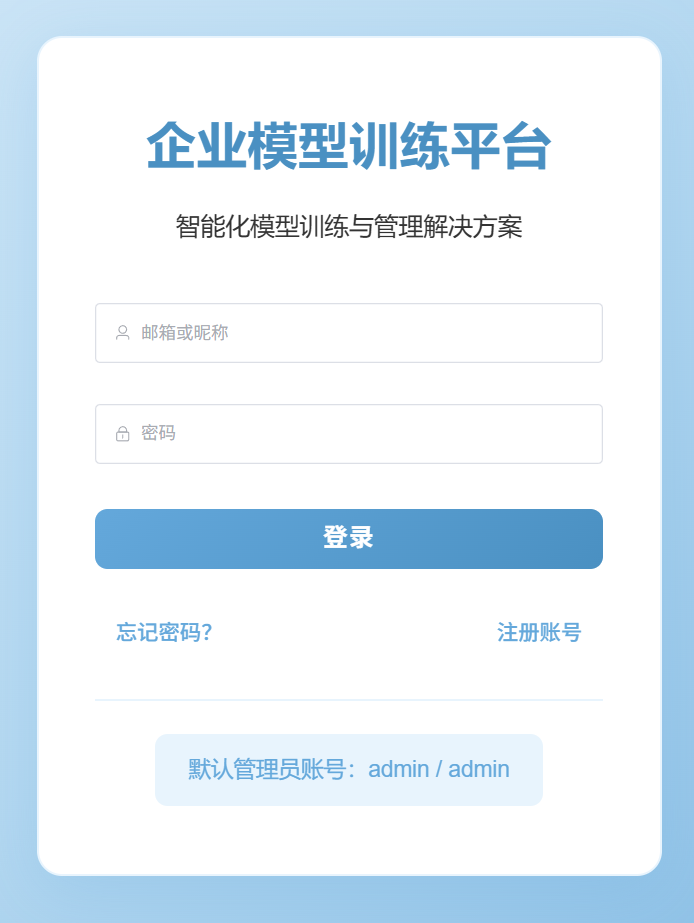 企业模型训练平台
智能化模型训练与管理解决方案
邮箱或昵称
密码
登录
忘记密码?
注册账号
默认管理员账号：admin / admin